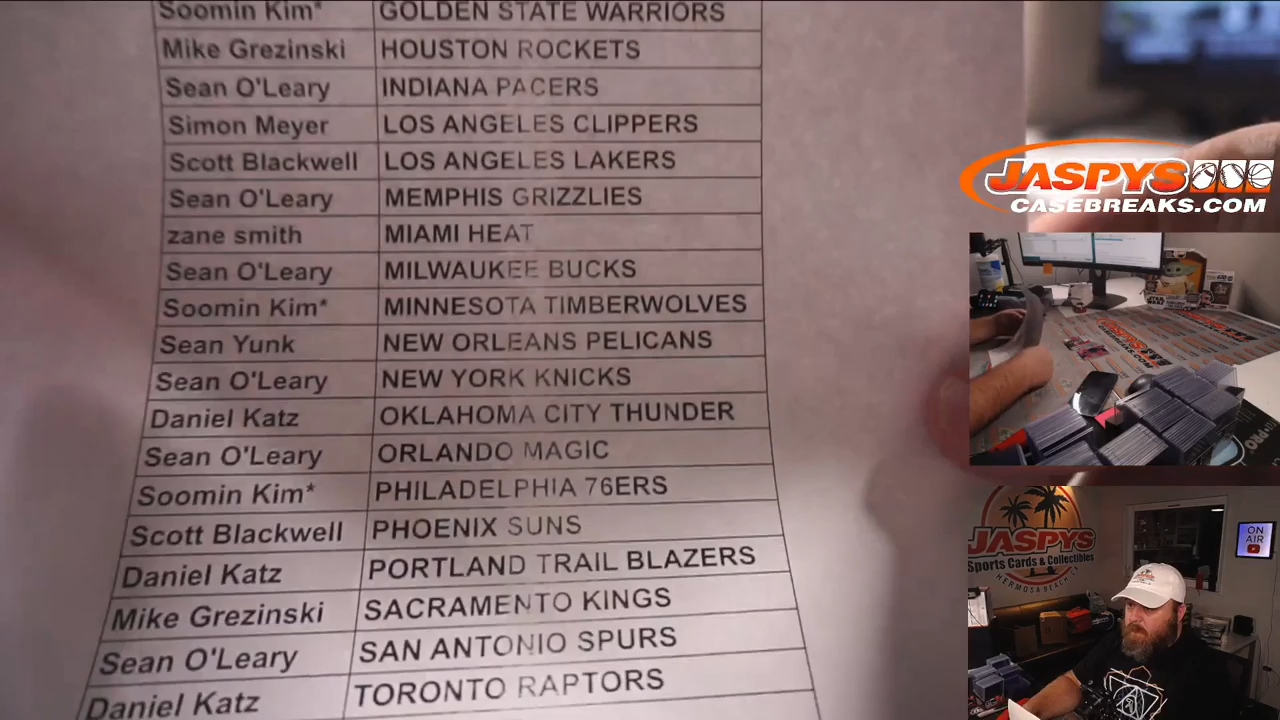 Soomin Kim* GOLDEN STATE WARRIORS
Mike Grezinski HOUSTON ROCKETS
Sean O'Leary INDIANA PACERS
Simon Meyer LOS ANGELES CLIPPERS
Scott Blackwell LOS ANGELES LAKERS
Sean O'Leary MEMPHIS GRIZZLIES
zane smith MIAMI HEAT
Sean O'Leary MILWAUKEE BUCKS
Soomin Kim* MINNESOTA TIMBERWOLVES
Sean Yunk NEW ORLEANS PELICANS
Sean O'Leary NEW YORK KNICKS
Daniel Katz OKLAHOMA CITY THUNDER
Sean O'Leary ORLANDO MAGIC
Soomin Kim* PHILADELPHIA 76ERS
Scott Blackwell PHOENIX SUNS
Daniel Katz PORTLAND TRAIL BLAZERS
Mike Grezinski SACRAMENTO KINGS
Sean O'Leary SAN ANTONIO SPURS
Daniel Katz TORONTO RAPTORS
JASPYS
CASEBREAKS.COM
STAR WARS
JASPYS
Sports Cards & Collectibles
HERMOSA BEACH, CA
ON
AIR